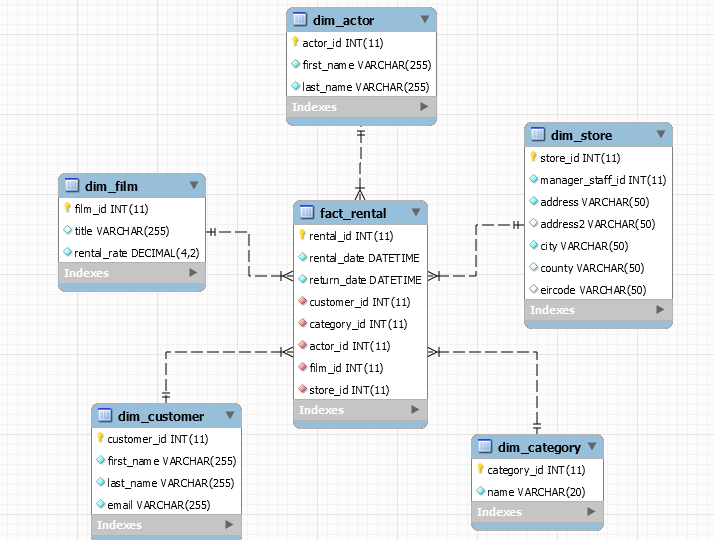 dim_actor
actor_id INT(11)
first_name VARCHAR(255)
last_name VARCHAR(255)
Indexes
dim_store
store_id INT(11)
manager_staff_id INT(11)
address VARCHAR(50)
address2 VARCHAR(50)
city VARCHAR(50)
county VARCHAR(50)
eircode VARCHAR(50)
Indexes
dim_film
film_id INT(11)
title VARCHAR(255)
rental_rate DECIMAL(4,2)
Indexes
fact_rental
rental_id INT(11)
rental_date DATETIME
return_date DATETIME
customer_id INT(11)
category_id INT(11)
actor_id INT(11)
film_id INT(11)
store_id INT(11)
Indexes
dim_customer
customer_id INT(11)
first_name VARCHAR(255)
last_name VARCHAR(255)
email VARCHAR(255)
Indexes
dim_category
category_id INT(11)
name VARCHAR(20)
Indexes